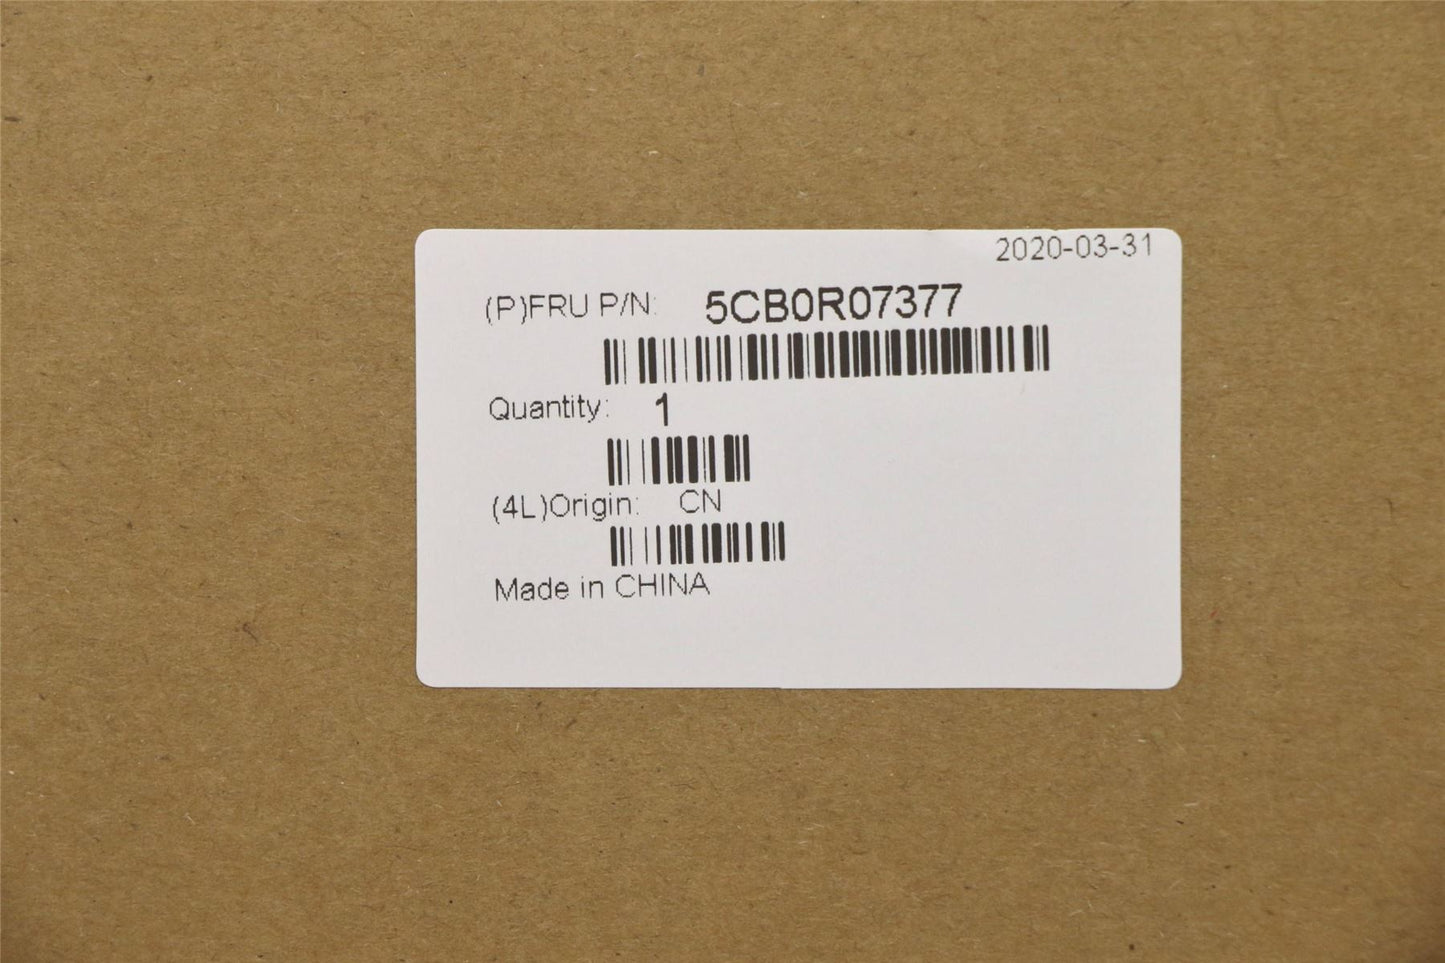 2020-03-31
(P)FRU P/N: 5CB0R07377
Quantity: 1
(4L)Origin: CN
Made in CHINA